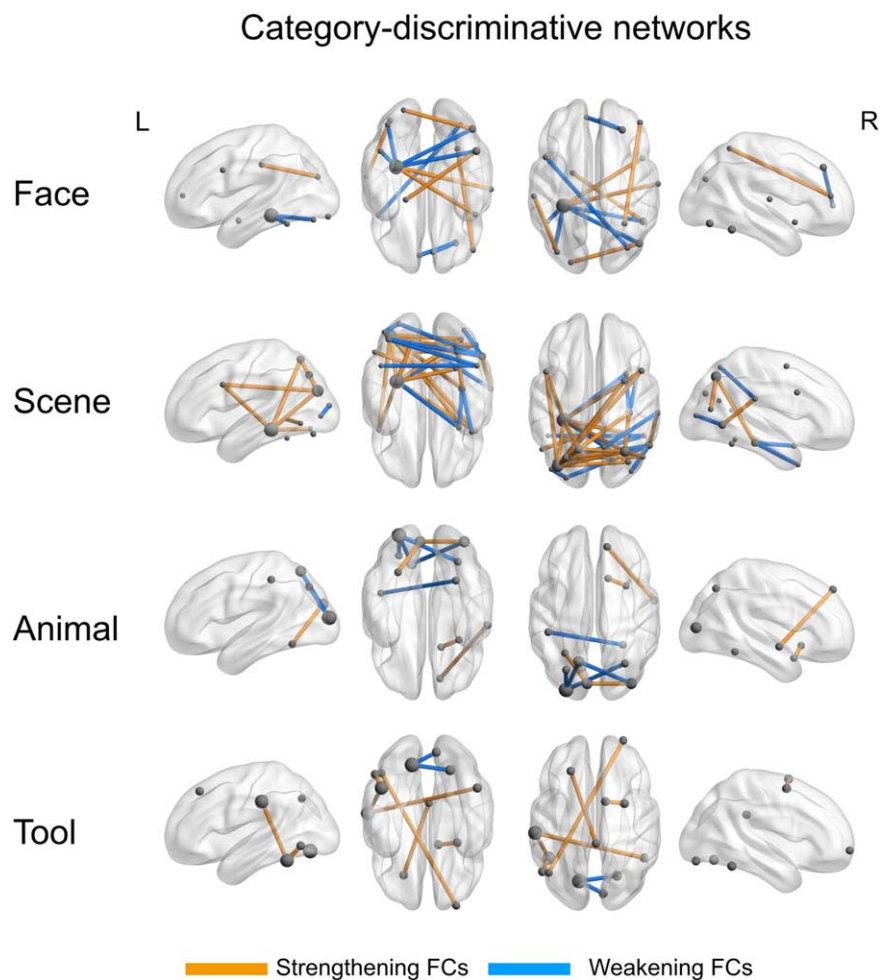 Category-discriminative networks
L
R
Face
Scene
Animal
Tool
Strengthening FCs Weakening FCs